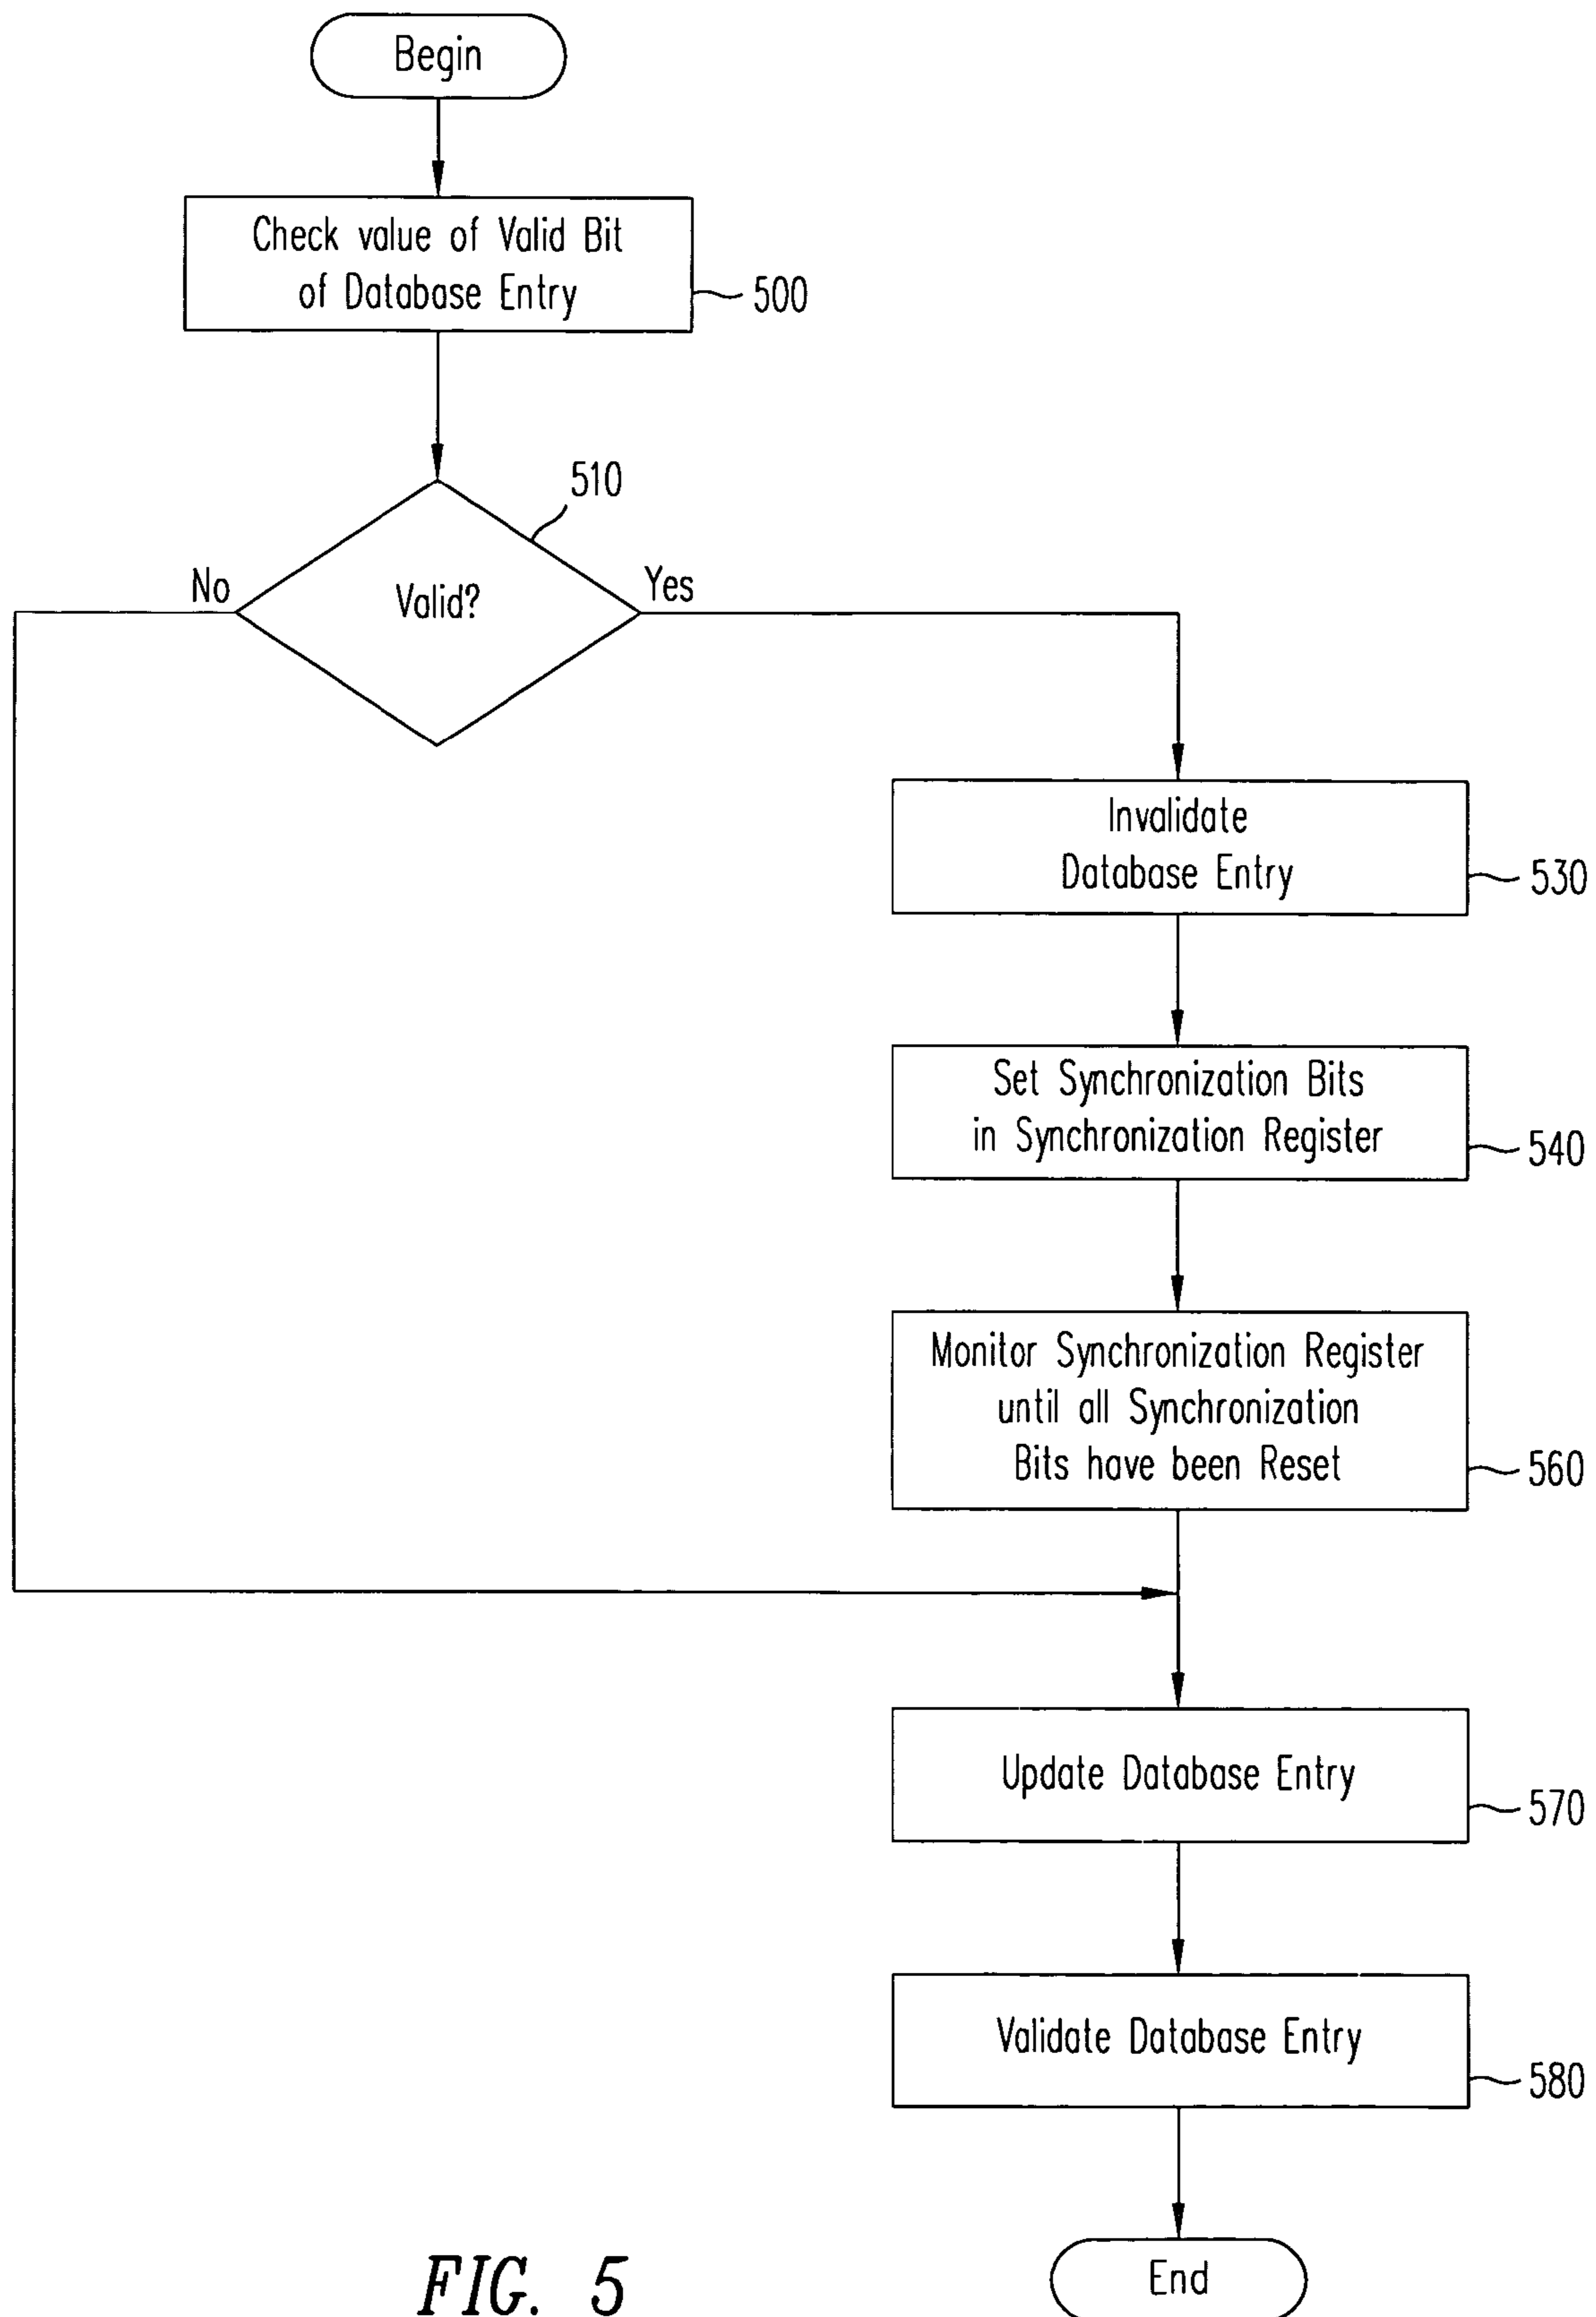 Begin
Check value of Valid Bit
of Database Entry
500
510
No
Valid?
Yes
Invalidate
Database Entry
530
Set Synchronization Bits
in Synchronization Register
540
Monitor Synchronization Register
until all Synchronization
Bits have been Reset
560
Update Database Entry
570
Validate Database Entry
580
End
FIG. 5